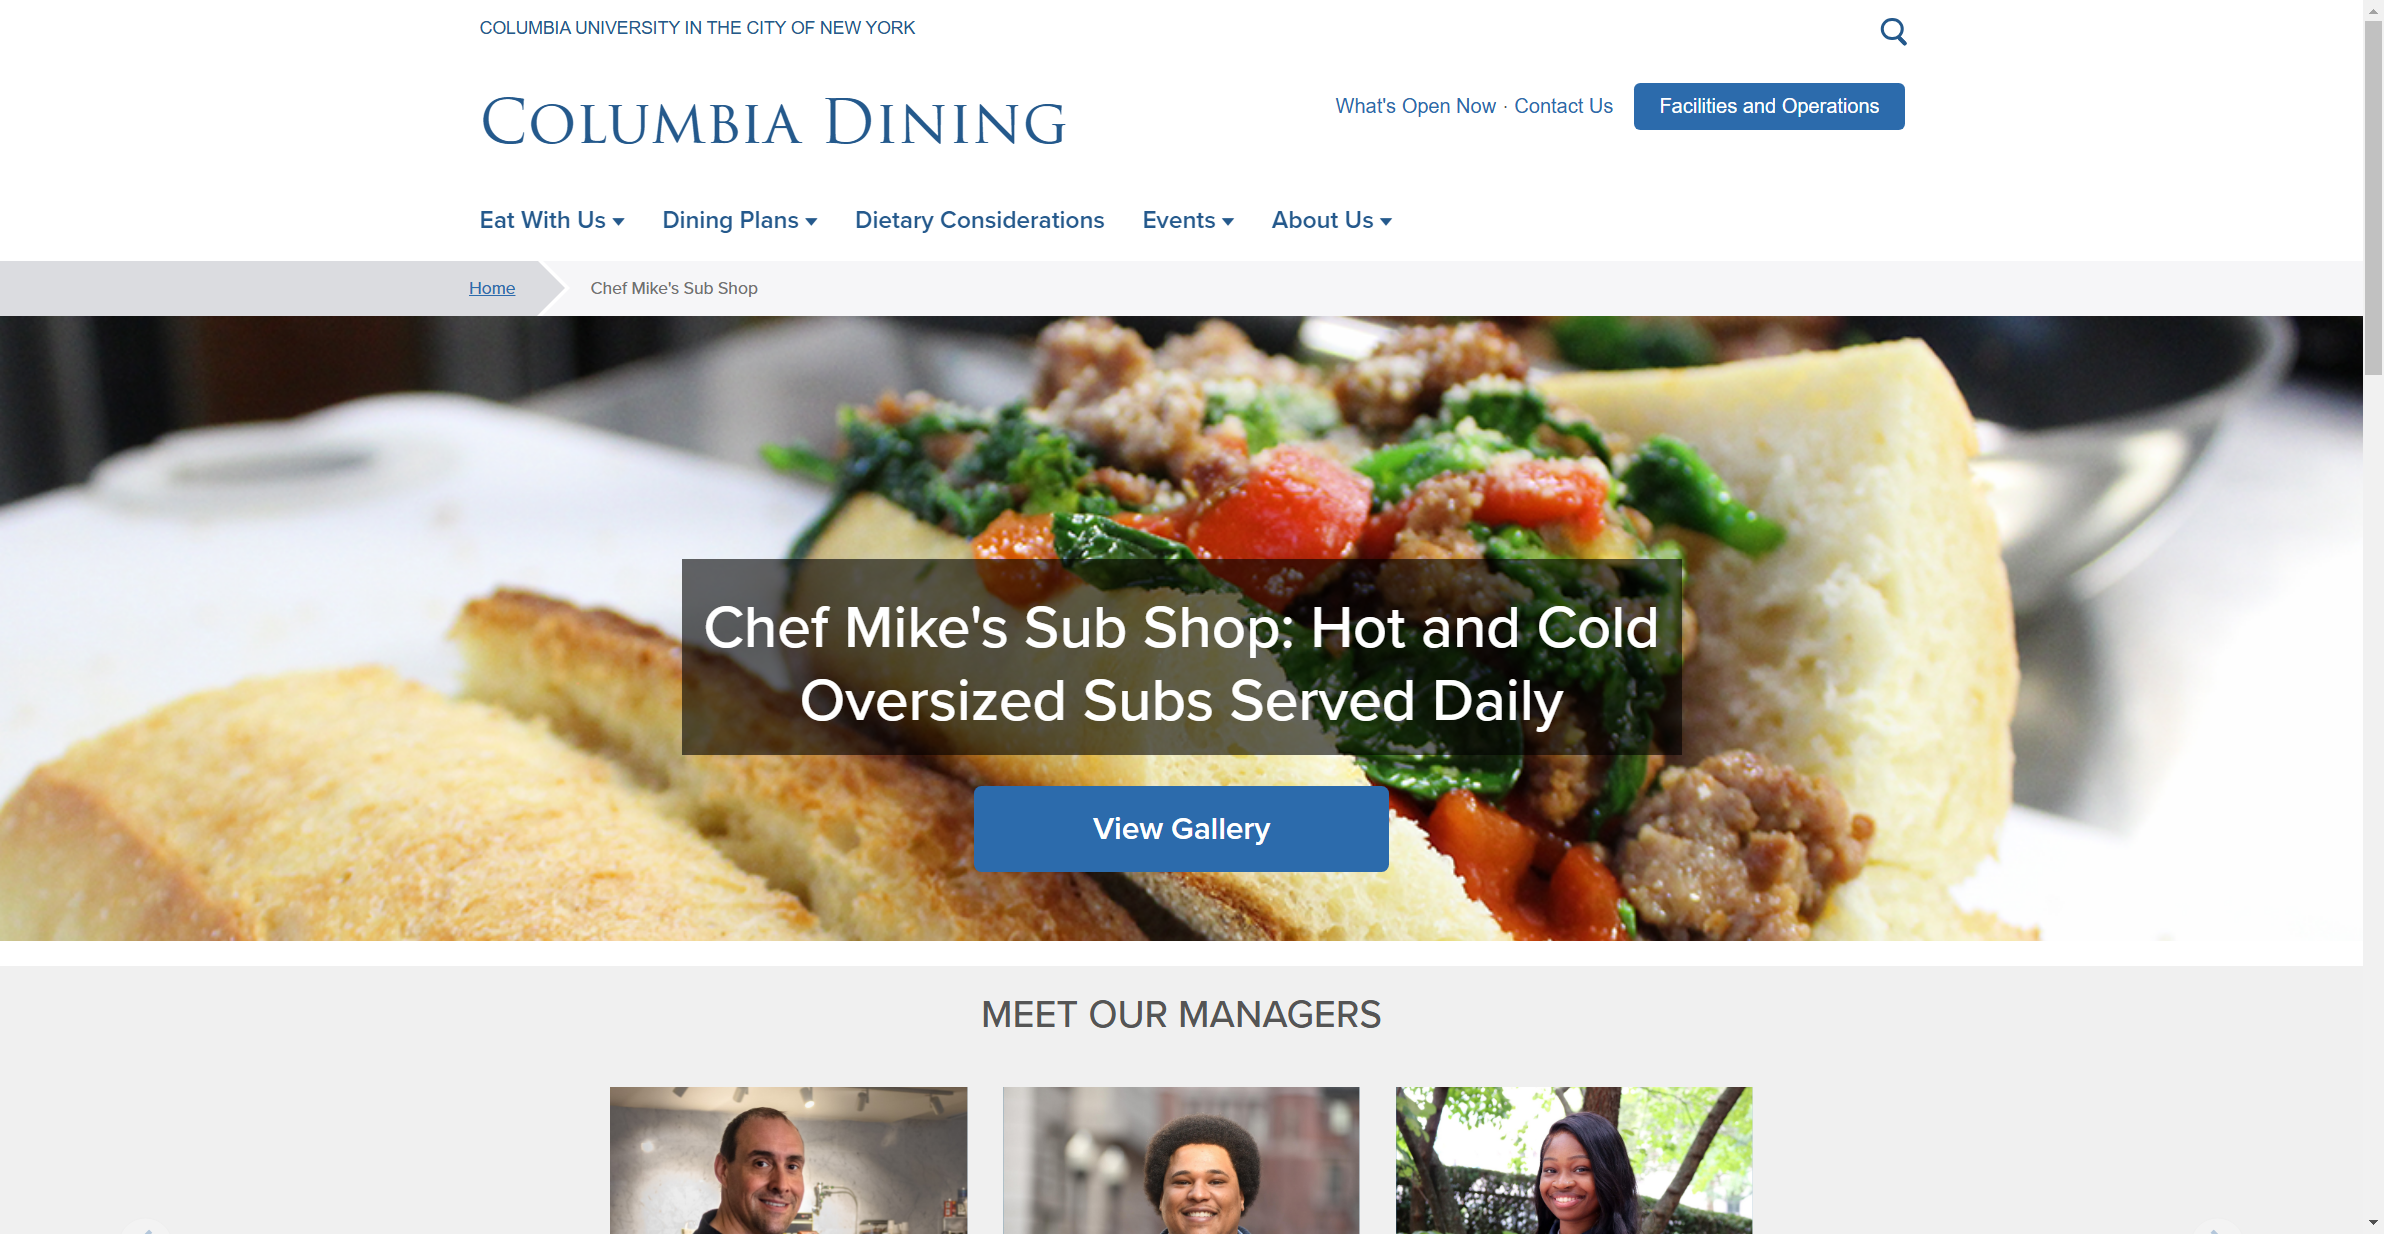 COLUMBIA UNIVERSITY IN THE CITY OF NEW YORK
COLUMBIA DINING
What's Open Now · Contact Us
Facilities and Operations
Eat With Us
Dining Plans
Dietary Considerations
Events
About Us
Home
Chef Mike's Sub Shop
Chef Mike's Sub Shop: Hot and Cold
Oversized Subs Served Daily
View Gallery
MEET OUR MANAGERS